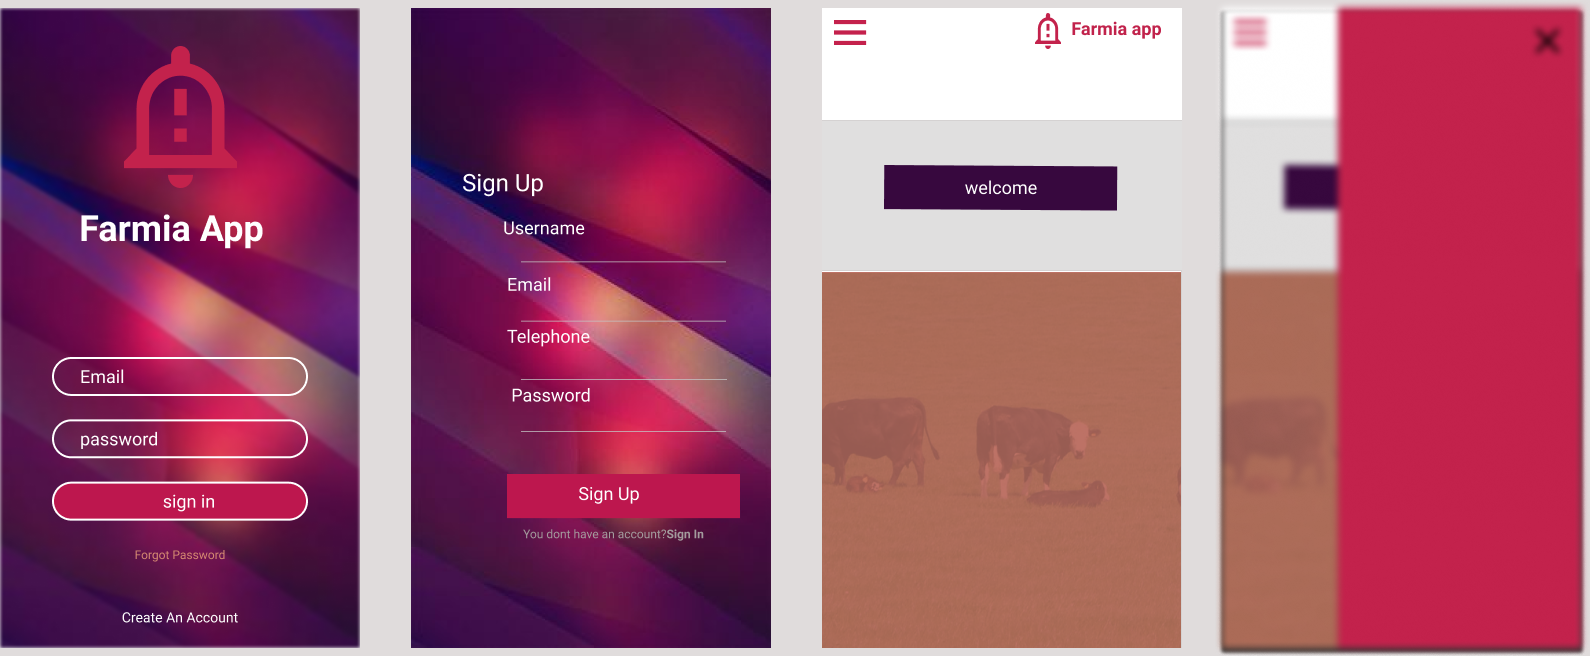 Farmia App
Email
password
sign in
Forgot Password
Create An Account
Sign Up
Username
Email
Telephone
Password
Sign Up
You dont have an account?Sign In
Farmia app
welcome